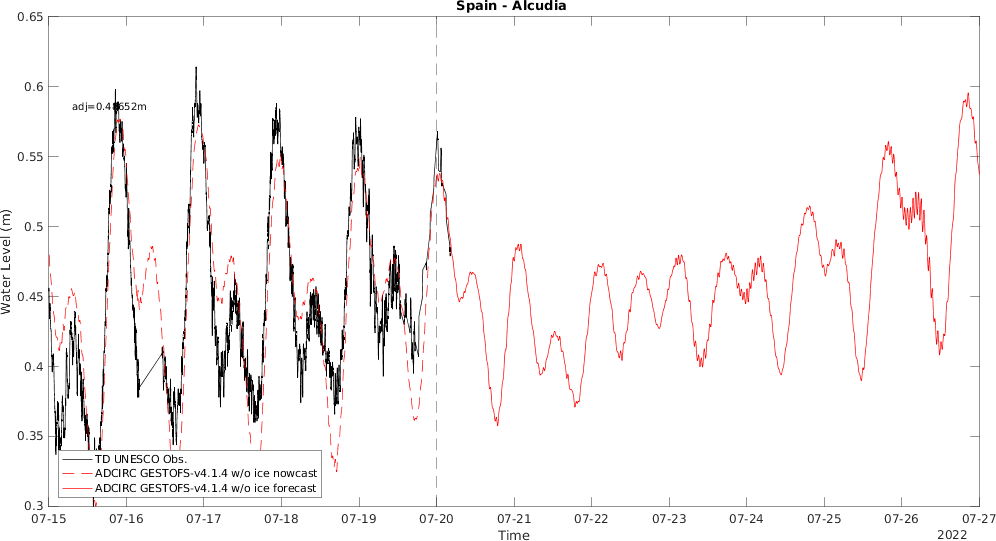 Spain - Alcudia
0.65
0.6
0.55
0.5
0.45
0.4
0.35
0.3
Water Level (m)
adj=0.48652m
TD UNESCO Obs.
ADCIRC GESTOFS-v4.1.4 w/o ice nowcast
ADCIRC GESTOFS-v4.1.4 w/o ice forecast
07-15 07-16 07-17 07-18 07-19 07-20 07-21 07-22 07-23 07-24 07-25 07-26 07-27
Time
2022